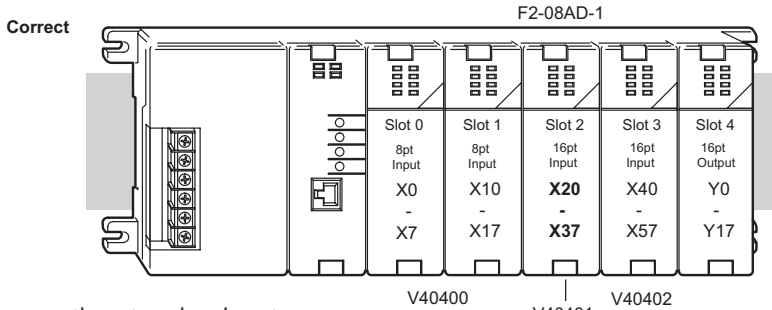 F2-08AD-1
Correct
Slot 0
8pt
Input
X0
-
X7
Slot 1
8pt
Input
X10
-
X17
Slot 2
16pt
Input
X20
-
X37
Slot 3
16pt
Input
X40
-
X57
Slot 4
16pt
Output
Y0
-
Y17
V40400
V40402